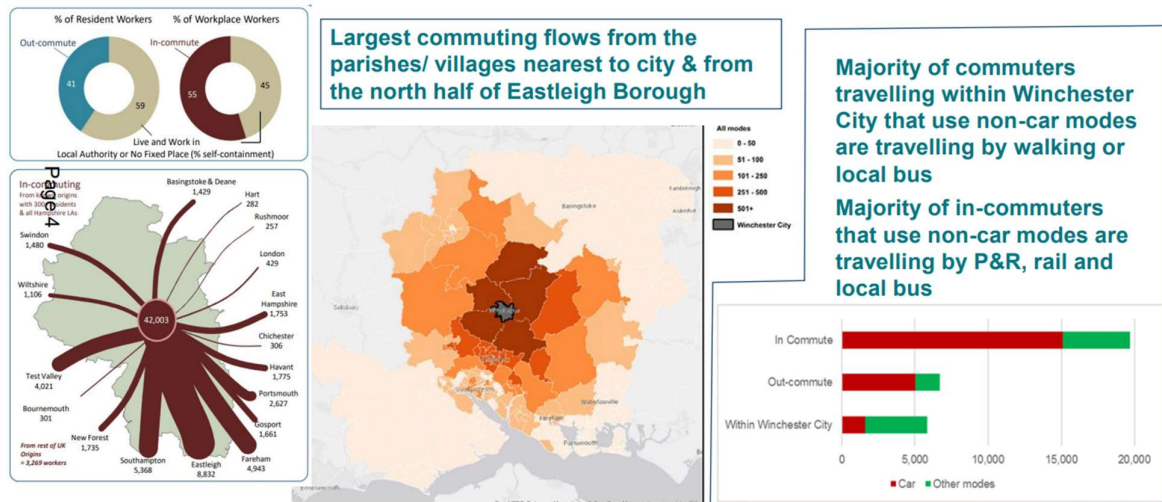 % of Resident Workers
% of Workplace Workers
Out-commute
In-commute
41
59
55
45
Live and Work in
Local Authority or No Fixed Place (% self-containment)
Page 4
In-commuting
& all Hampshire LAs
Basingstoke & Deane
1,429
Hart
282
Rushmoor
257
Swindon
1,480
London
429
Wiltshire
1,106
East
Hampshire
1,753
42,003
Chichester
306
Havant
1,775
Test Valley
4,021
Portsmouth
2,627
Bournemouth
301
Gosport
1,661
New Forest
1,735
Fareham
4,943
Southampton
5,368
Eastleigh
8,832
From rest of UK
Origins
= 3,269 workers
Largest commuting flows from the
parishes/ villages nearest to city & from
the north half of Eastleigh Borough
All modes
0 - 50
51 - 100
101 - 250
251 - 500
501+
Winchester City
Basingstoke
Farnborough
Salisbury
Southampton
Waterlooville
Fareham
Portsmouth
Majority of commuters
travelling within Winchester
City that use non-car modes
are travelling by walking or
local bus
Majority of in-commuters
that use non-car modes are
travelling by P&R, rail and
local bus
In Commute
Out-commute
Within Winchester City
0
5,000
10,000
15,000
20,000
Car
Other modes